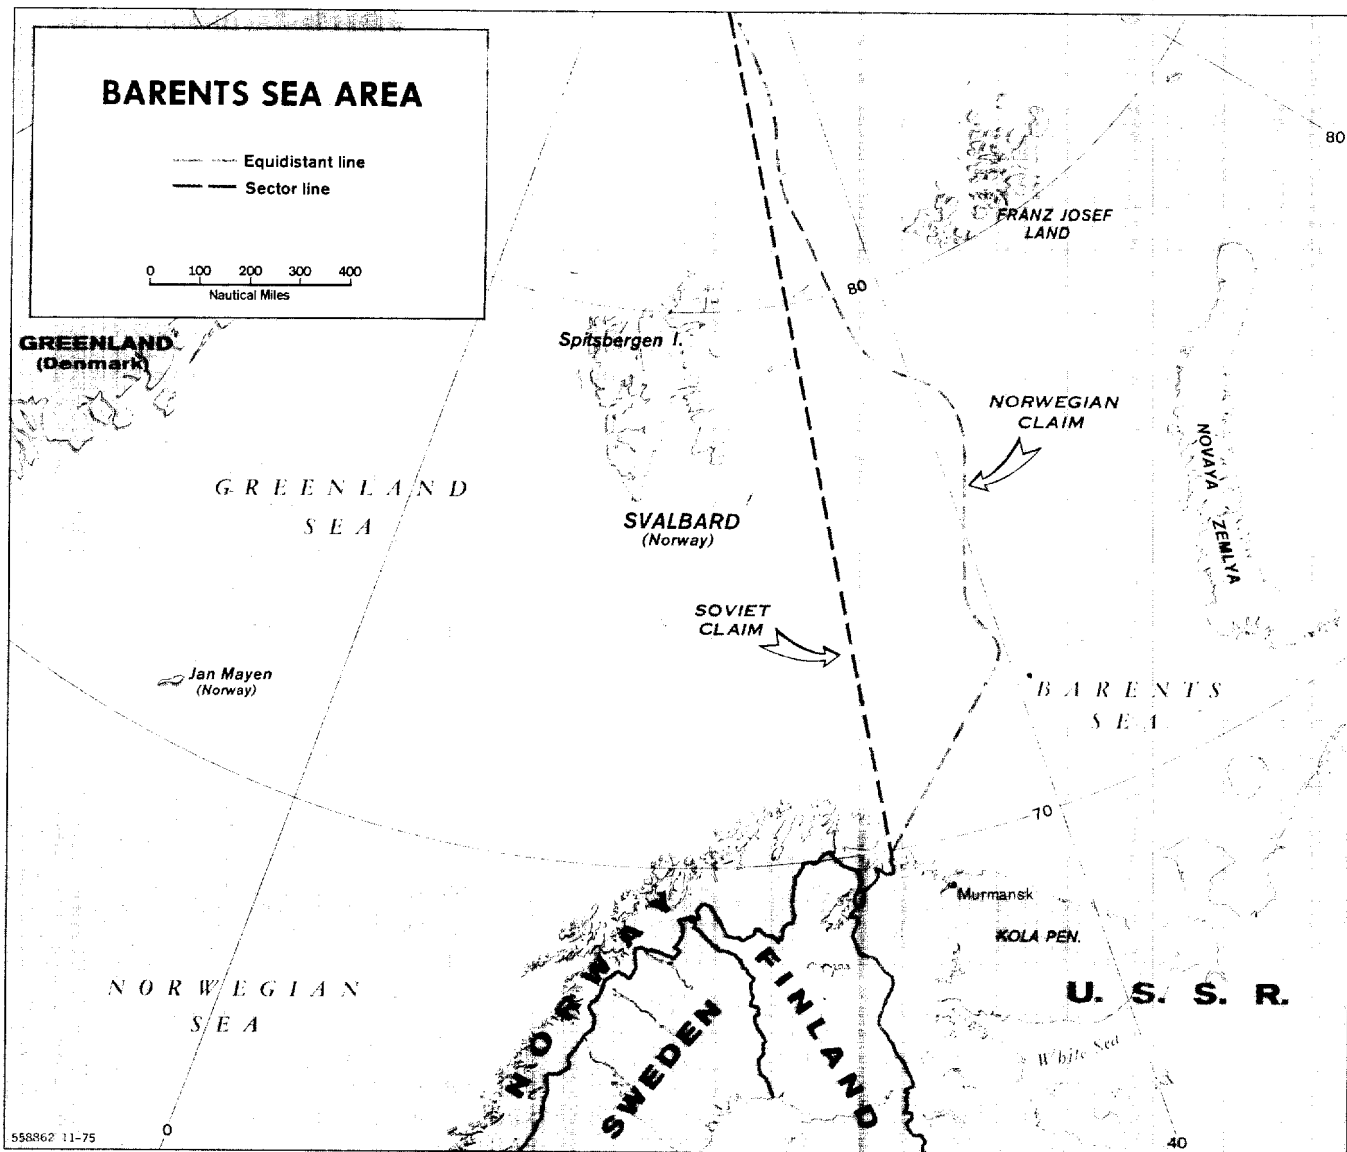 BARENTS SEA AREA
Equidistant line
Sector line
0 100 200 300 400
Nautical Miles
80
FRANZ JOSEF
LAND
80
GREENLAND
(Denmark)
Spitsbergen I.
NORWEGIAN
CLAIM
NOVAYA
ZEMLYA
GREENLAND
SEA
SVALBARD
(Norway)
SOVIET
CLAIM
Jan Mayen
(Norway)
BARENTS
SEA
70
Murmansk
KOLA PEN.
NORWAY
FINLAND
SWEDEN
U. S. S. R.
NORWEGIAN
SEA
White Sea
558862 11-75
0
40